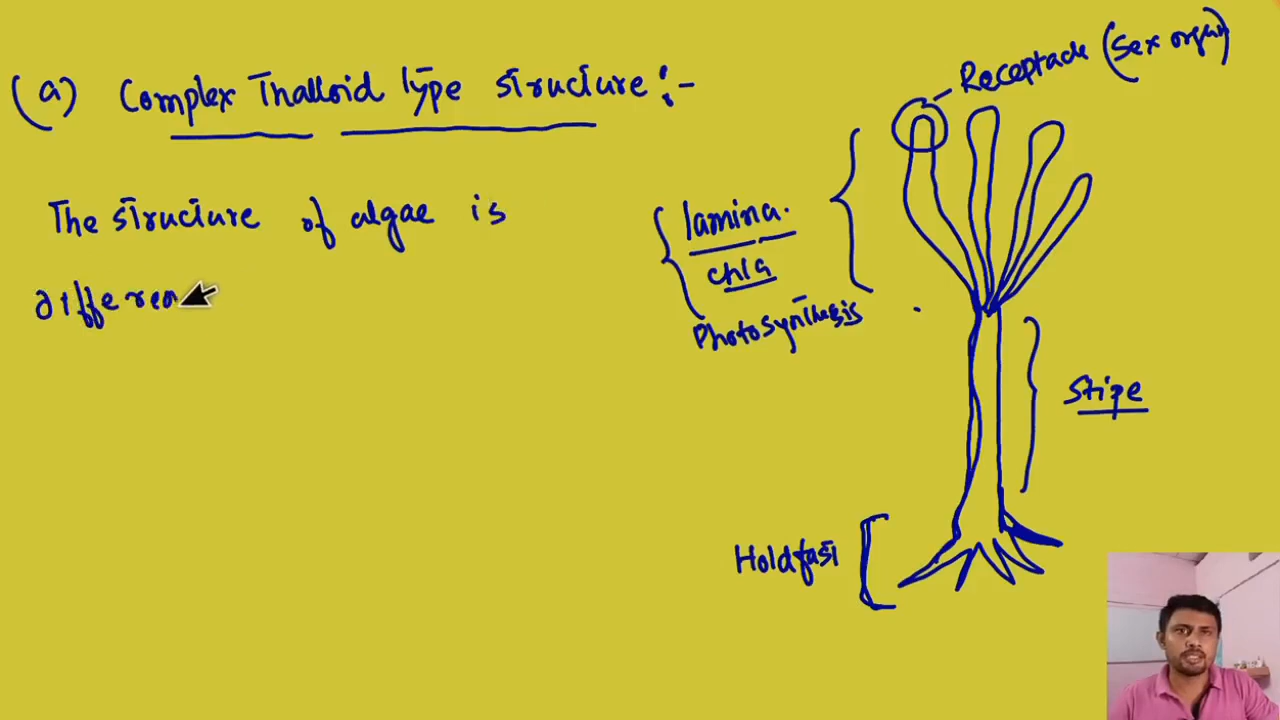 (a) Complex Thalloid Type structure :-
The structure of algae is
differen
Receptacle (Sex organ)
lamina.
chla
Photosynthesis
Stipe
Holdfast